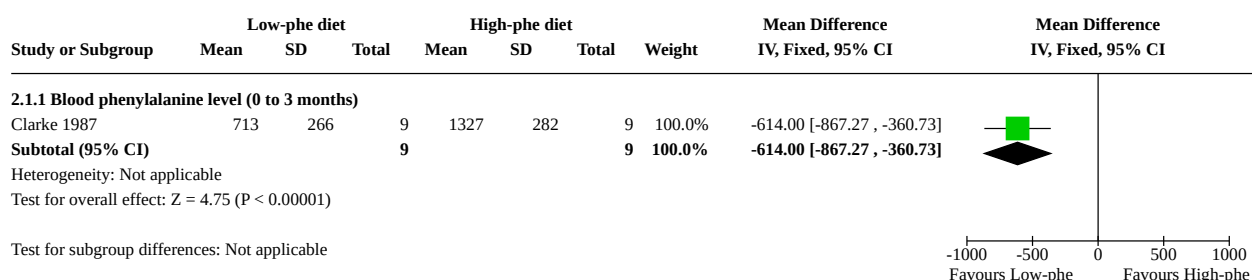 Low-phe diet High-phe diet Mean Difference Mean Difference
Study or Subgroup Mean SD Total Mean SD Total Weight IV, Fixed, 95% CI IV, Fixed, 95% CI
2.1.1 Blood phenylalanine level (0 to 3 months)
Clarke 1987 713 266 9 1327 282 9 100.0% -614.00 [-867.27 , -360.73]
Subtotal (95% CI) 9 9 100.0% -614.00 [-867.27 , -360.73]
Heterogeneity: Not applicable
Test for overall effect: Z = 4.75 (P < 0.00001)
Test for subgroup differences: Not applicable
-1000 -500 0 500 1000
Favours Low-phe Favours High-phe